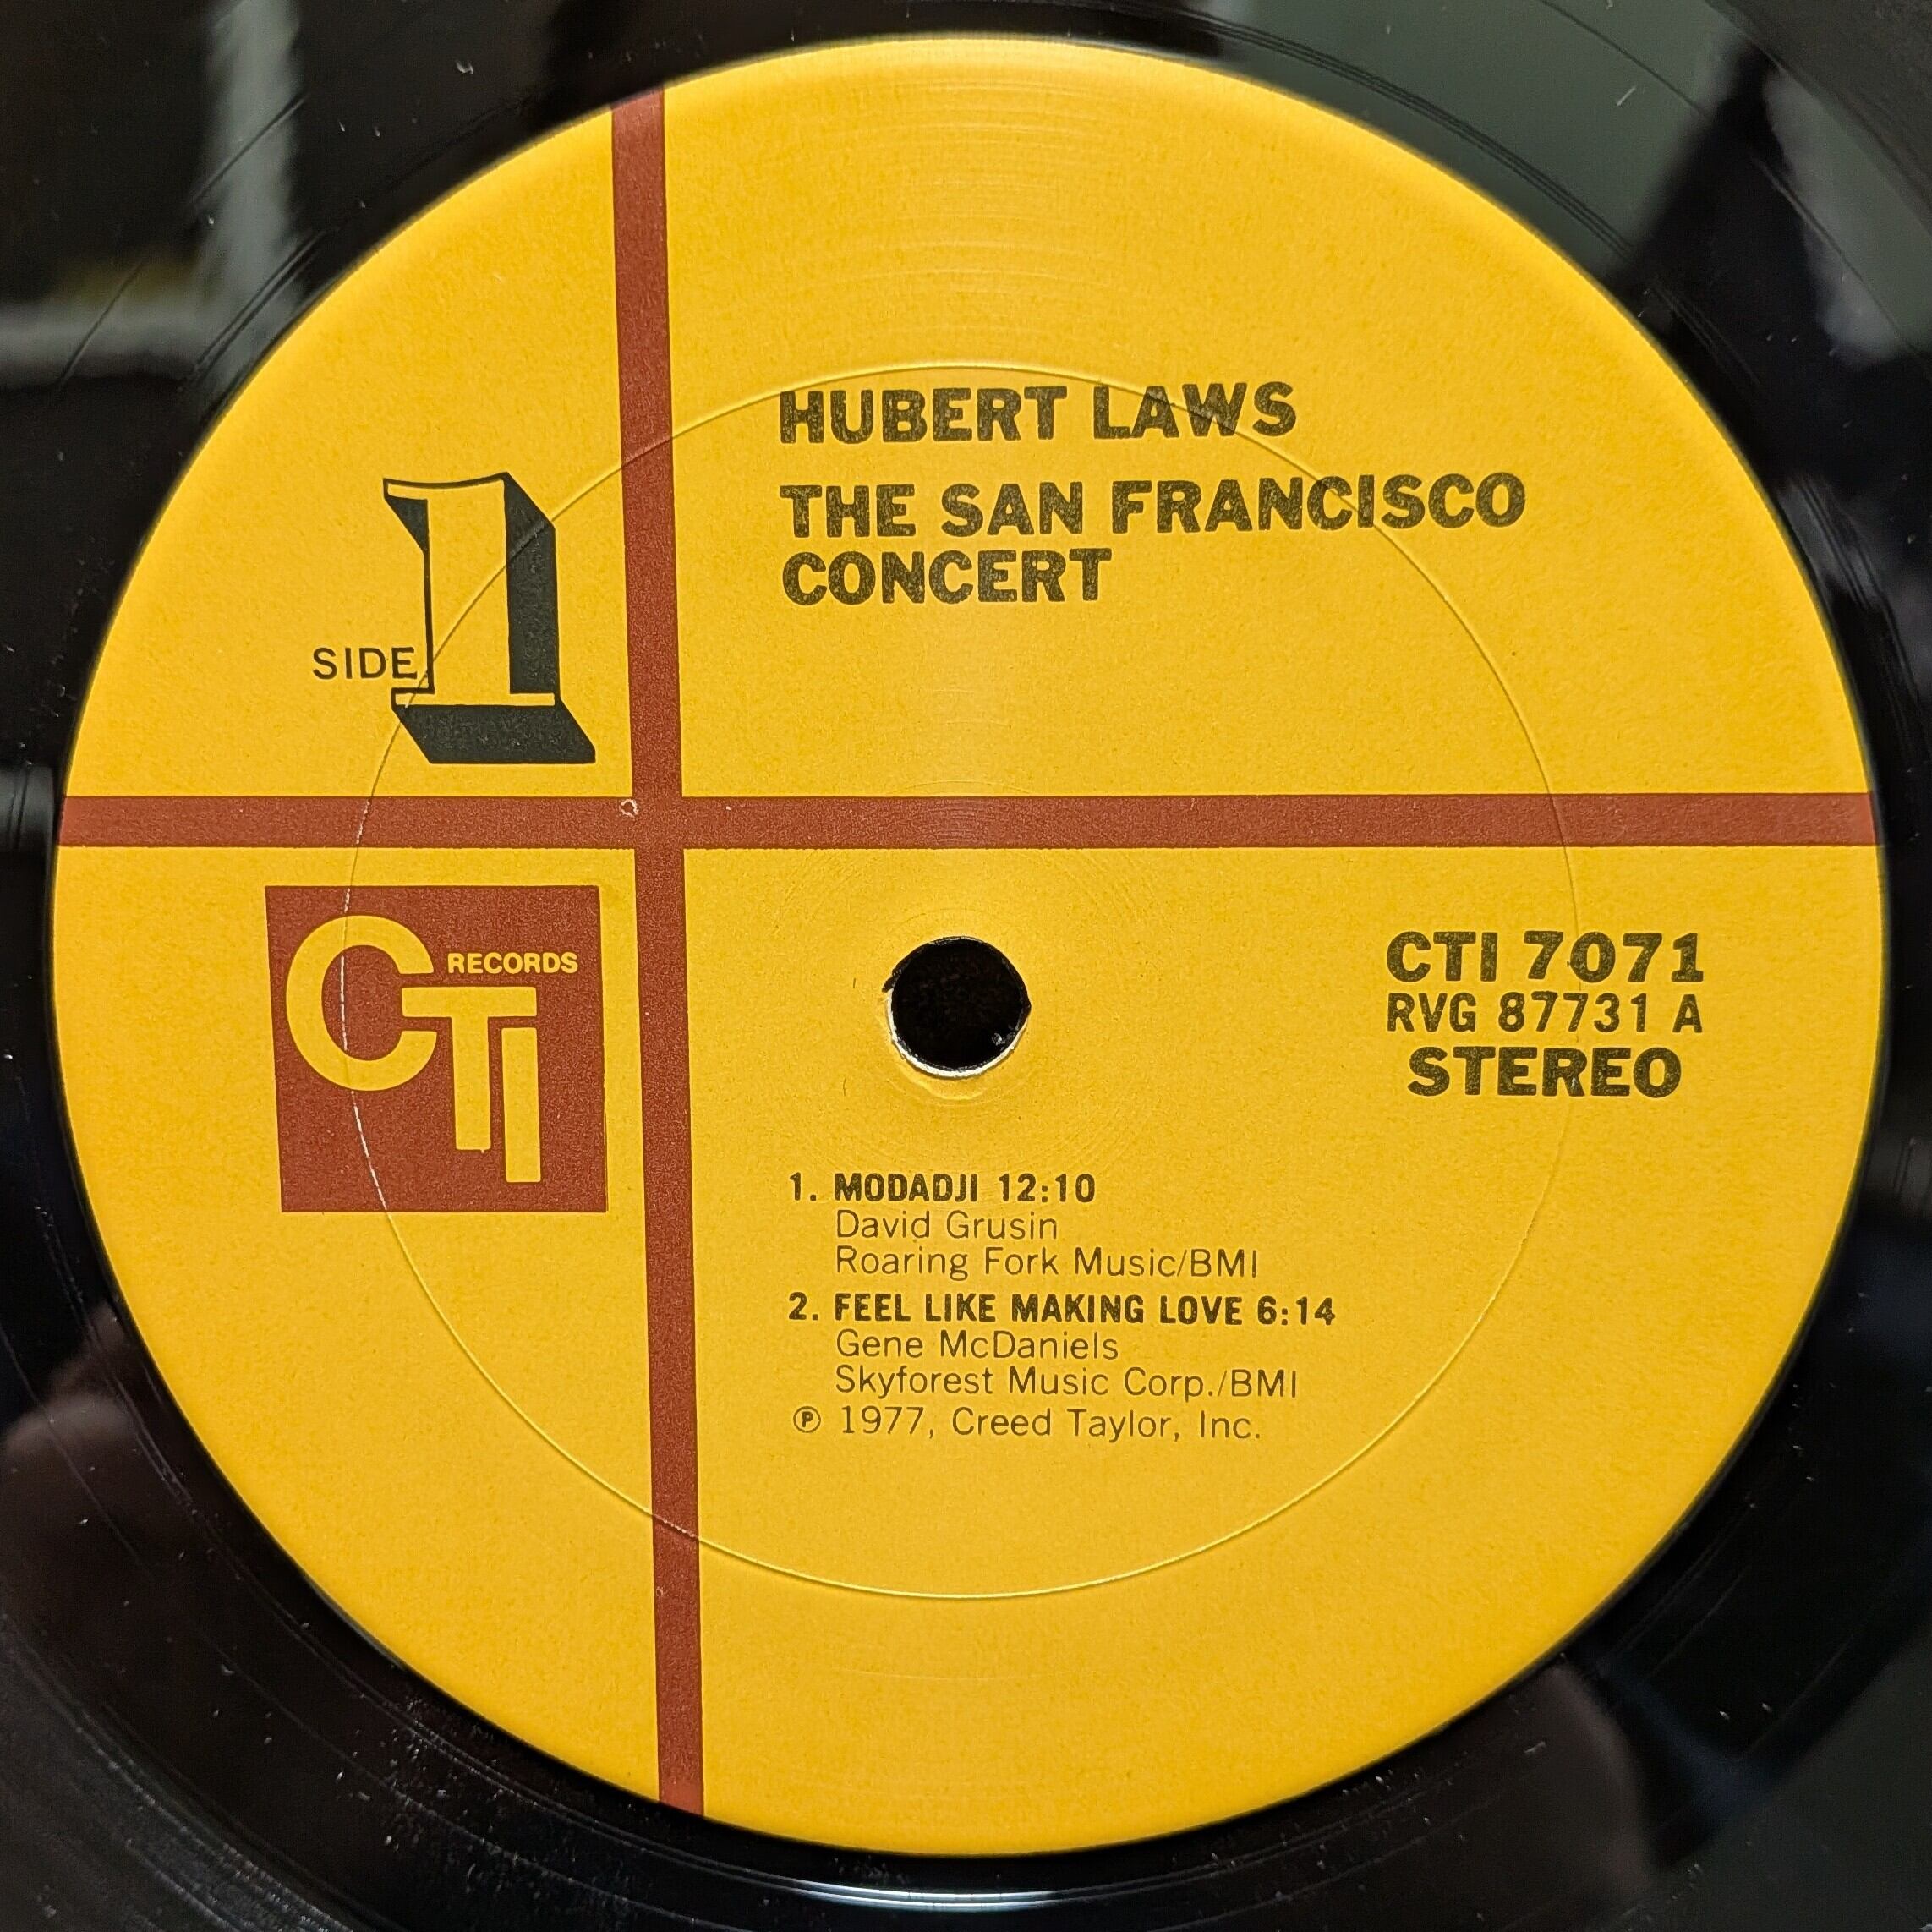 HUBERT LAWS
THE SAN FRANCISCO
CONCERT
SIDE 1
CTI RECORDS
CTI 7071
RVG 87731 A
STEREO
1. MODADJI 12:10
David Grusin
Roaring Fork Music/BMI
2. FEEL LIKE MAKING LOVE 6:14
Gene McDaniels
Skyforest Music Corp./BMI
℗ 1977, Creed Taylor, Inc.